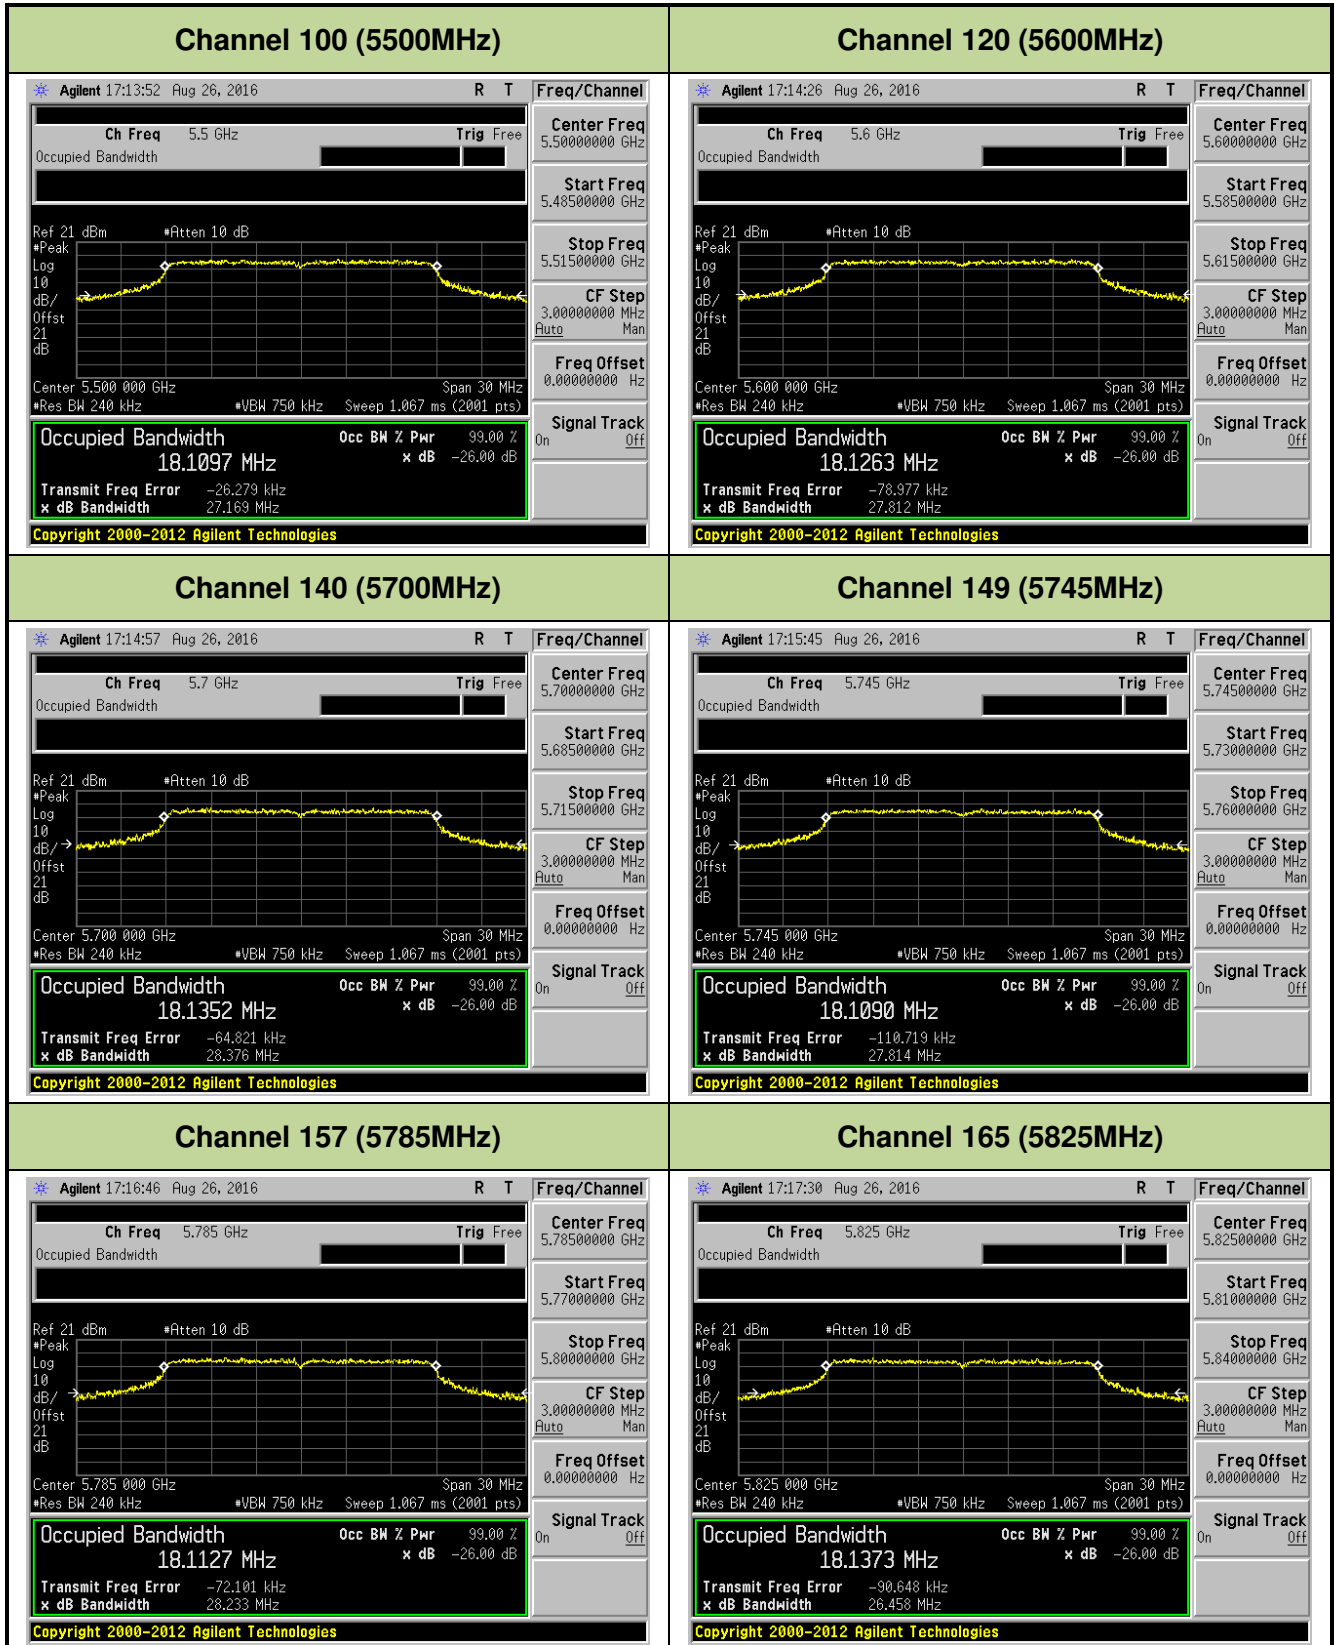 Channel 100 (5500MHz)
Channel 120 (5600MHz)
Agilent 17:13:52 Aug 26, 2016 R T Freq/Channel
Ch Freq 5.5 GHz Trig Free
Occupied Bandwidth
Center Freq
5.50000000 GHz
Start Freq
5.48500000 GHz
Stop Freq
5.51500000 GHz
CF Step
3.00000000 MHz
Auto Man
Freq Offset
0.00000000 Hz
Signal Track
On Off
Ref 21 dBm #Atten 10 dB
#Peak
Log
10
dB/
Offst
21
dB
Center 5.500 000 GHz Span 30 MHz
#Res BW 240 kHz #VBW 750 kHz Sweep 1.067 ms (2001 pts)
Occupied Bandwidth Occ BW % Pwr 99.00 %
18.1097 MHz x dB -26.00 dB
Transmit Freq Error -26.279 kHz
x dB Bandwidth 27.169 MHz
Copyright 2000-2012 Agilent Technologies
Agilent 17:14:26 Aug 26, 2016 R T Freq/Channel
Ch Freq 5.6 GHz Trig Free
Occupied Bandwidth
Center Freq
5.60000000 GHz
Start Freq
5.58500000 GHz
Stop Freq
5.61500000 GHz
CF Step
3.00000000 MHz
Auto Man
Freq Offset
0.00000000 Hz
Signal Track
On Off
Ref 21 dBm #Atten 10 dB
#Peak
Log
10
dB/
Offst
21
dB
Center 5.600 000 GHz Span 30 MHz
#Res BW 240 kHz #VBW 750 kHz Sweep 1.067 ms (2001 pts)
Occupied Bandwidth Occ BW % Pwr 99.00 %
18.1263 MHz x dB -26.00 dB
Transmit Freq Error -78.977 kHz
x dB Bandwidth 27.812 MHz
Copyright 2000-2012 Agilent Technologies
Channel 140 (5700MHz)
Channel 149 (5745MHz)
Agilent 17:14:57 Aug 26, 2016 R T Freq/Channel
Ch Freq 5.7 GHz Trig Free
Occupied Bandwidth
Center Freq
5.70000000 GHz
Start Freq
5.68500000 GHz
Stop Freq
5.71500000 GHz
CF Step
3.00000000 MHz
Auto Man
Freq Offset
0.00000000 Hz
Signal Track
On Off
Ref 21 dBm #Atten 10 dB
#Peak
Log
10
dB/
Offst
21
dB
Center 5.700 000 GHz Span 30 MHz
#Res BW 240 kHz #VBW 750 kHz Sweep 1.067 ms (2001 pts)
Occupied Bandwidth Occ BW % Pwr 99.00 %
18.1352 MHz x dB -26.00 dB
Transmit Freq Error -64.821 kHz
x dB Bandwidth 28.376 MHz
Copyright 2000-2012 Agilent Technologies
Agilent 17:15:45 Aug 26, 2016 R T Freq/Channel
Ch Freq 5.745 GHz Trig Free
Occupied Bandwidth
Center Freq
5.74500000 GHz
Start Freq
5.73000000 GHz
Stop Freq
5.76000000 GHz
CF Step
3.00000000 MHz
Auto Man
Freq Offset
0.00000000 Hz
Signal Track
On Off
Ref 21 dBm #Atten 10 dB
#Peak
Log
10
dB/
Offst
21
dB
Center 5.745 000 GHz Span 30 MHz
#Res BW 240 kHz #VBW 750 kHz Sweep 1.067 ms (2001 pts)
Occupied Bandwidth Occ BW % Pwr 99.00 %
18.1090 MHz x dB -26.00 dB
Transmit Freq Error -110.719 kHz
x dB Bandwidth 27.814 MHz
Copyright 2000-2012 Agilent Technologies
Channel 157 (5785MHz)
Channel 165 (5825MHz)
Agilent 17:16:46 Aug 26, 2016 R T Freq/Channel
Ch Freq 5.785 GHz Trig Free
Occupied Bandwidth
Center Freq
5.78500000 GHz
Start Freq
5.77000000 GHz
Stop Freq
5.80000000 GHz
CF Step
3.00000000 MHz
Auto Man
Freq Offset
0.00000000 Hz
Signal Track
On Off
Ref 21 dBm #Atten 10 dB
#Peak
Log
10
dB/
Offst
21
dB
Center 5.785 000 GHz Span 30 MHz
#Res BW 240 kHz #VBW 750 kHz Sweep 1.067 ms (2001 pts)
Occupied Bandwidth Occ BW % Pwr 99.00 %
18.1127 MHz x dB -26.00 dB
Transmit Freq Error -72.101 kHz
x dB Bandwidth 28.233 MHz
Copyright 2000-2012 Agilent Technologies
Agilent 17:17:30 Aug 26, 2016 R T Freq/Channel
Ch Freq 5.825 GHz Trig Free
Occupied Bandwidth
Center Freq
5.82500000 GHz
Start Freq
5.81000000 GHz
Stop Freq
5.84000000 GHz
CF Step
3.00000000 MHz
Auto Man
Freq Offset
0.00000000 Hz
Signal Track
On Off
Ref 21 dBm #Atten 10 dB
#Peak
Log
10
dB/
Offst
21
dB
Center 5.825 000 GHz Span 30 MHz
#Res BW 240 kHz #VBW 750 kHz Sweep 1.067 ms (2001 pts)
Occupied Bandwidth Occ BW % Pwr 99.00 %
18.1373 MHz x dB -26.00 dB
Transmit Freq Error -90.648 kHz
x dB Bandwidth 26.458 MHz
Copyright 2000-2012 Agilent Technologies